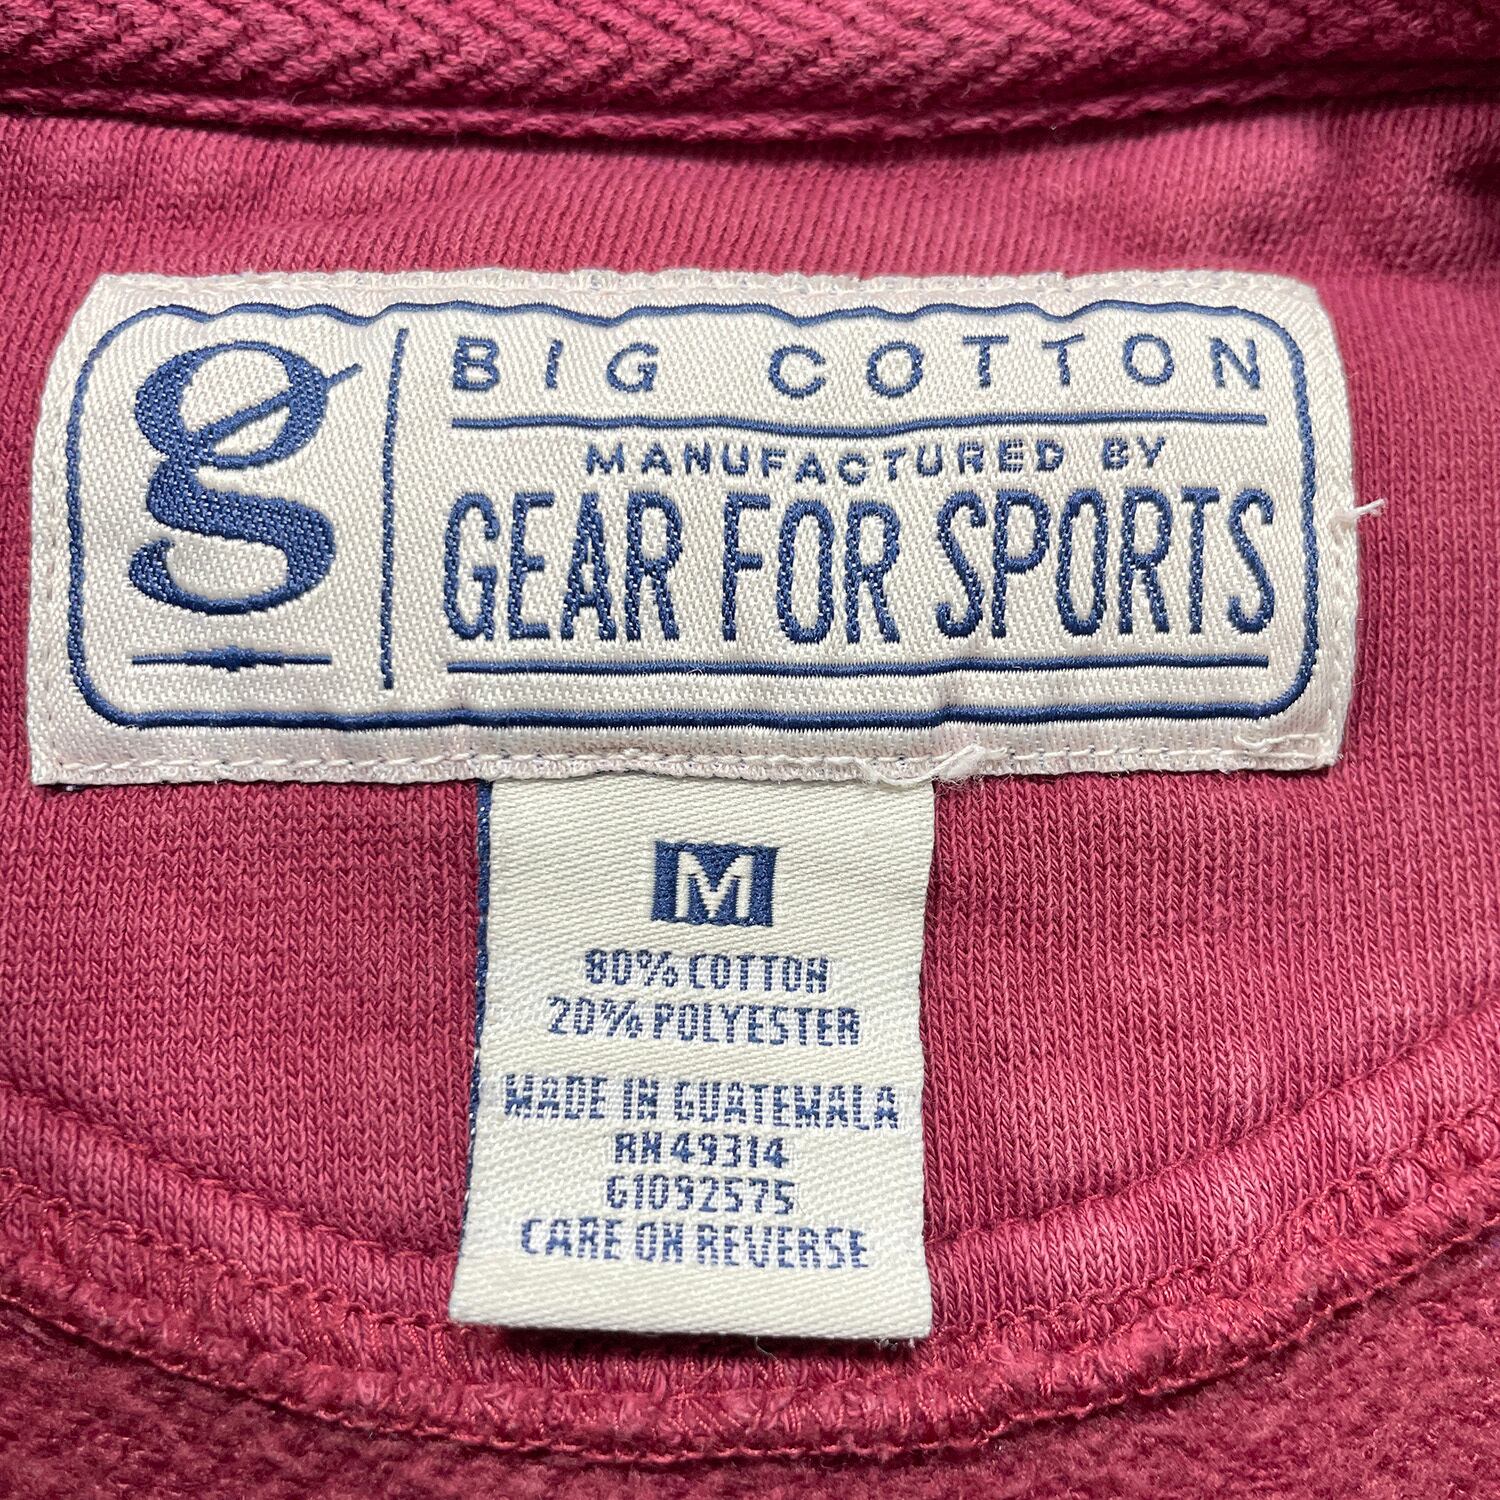 g
BIG COTTON
MANUFACTURED BY
GEAR FOR SPORTS
M
80% COTTON
20% POLYESTER
MADE IN GUATEMALA
RN 49314
G1092575
CARE ON REVERSE